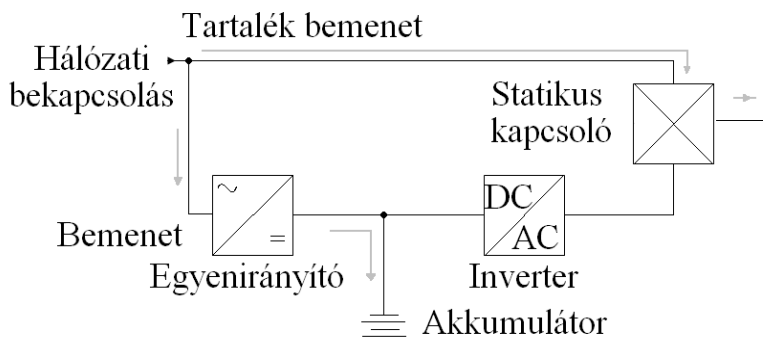 Tartalék bemenet
Hálózati
bekapcsolás
Statikus
kapcsoló
~
=
DC
AC
Bemenet
Egyenirányító
Inverter
Akkumulátor